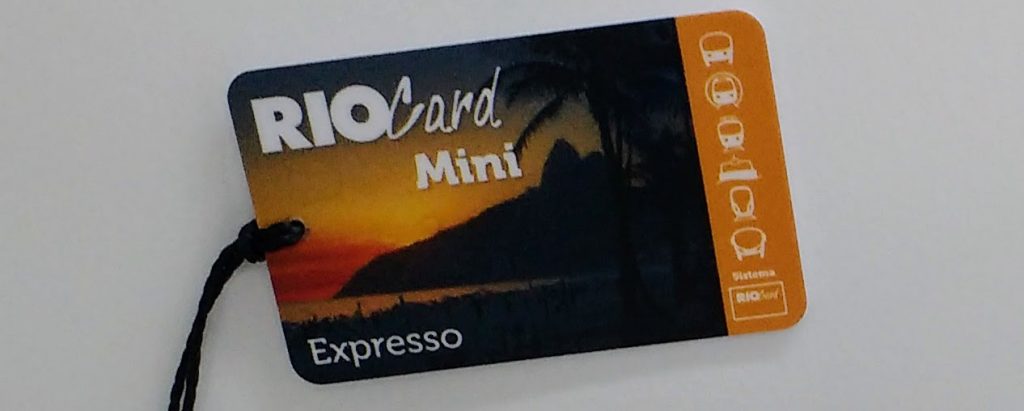 RIOCard
Mini
Expresso
Sistema
RIOCard